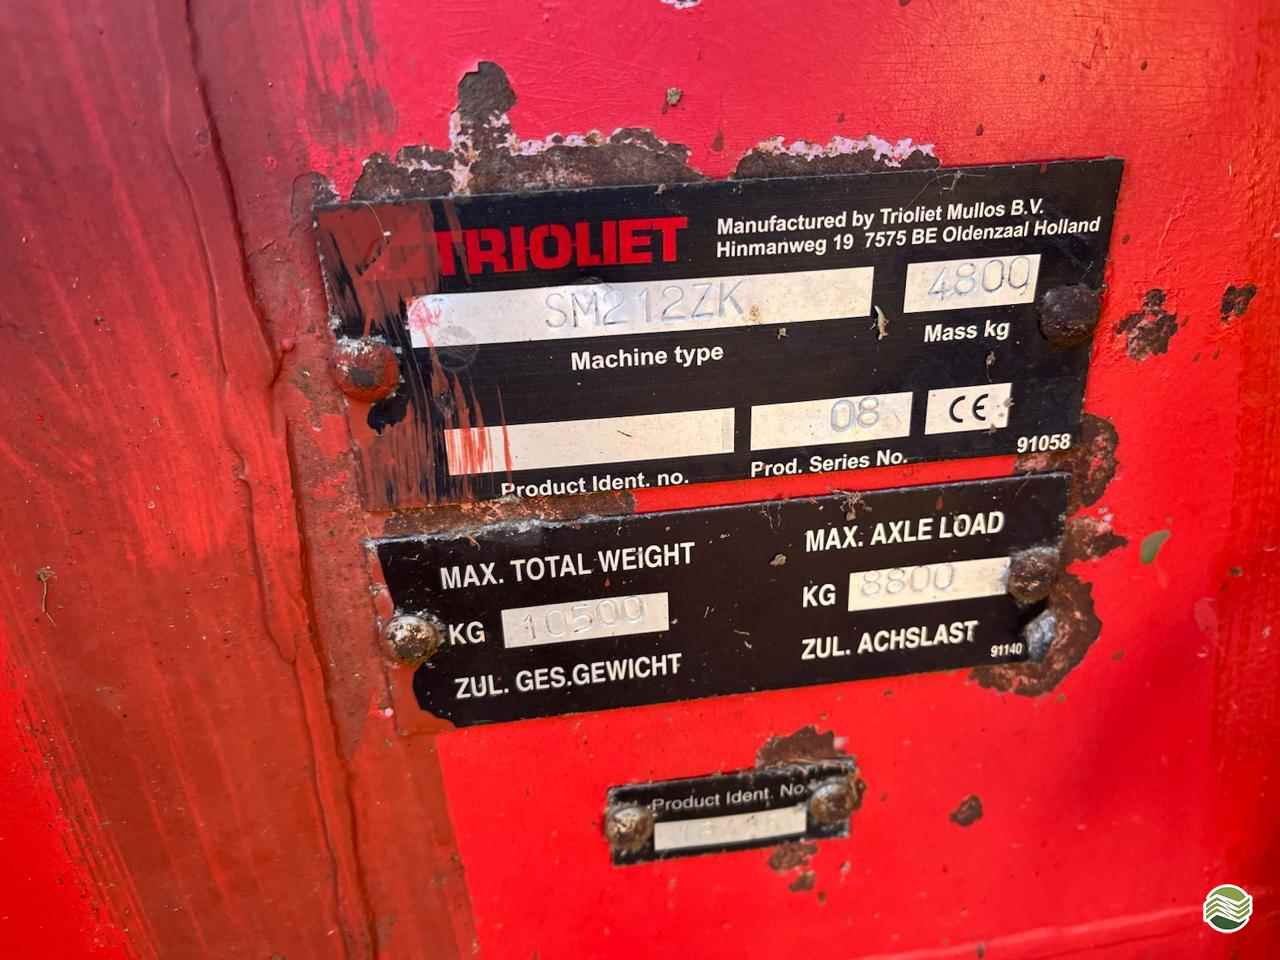 TRIOLIET
Manufactured by Trioliet Mullos B.V.
Hinmanweg 19 7575 BE Oldenzaal Holland
SM212ZK
4800
Machine type
Mass kg
08
CE
Product Ident. no.
Prod. Series No.
91058
MAX. TOTAL WEIGHT
MAX. AXLE LOAD
KG 10500
KG 8800
ZUL. GES.GEWICHT
ZUL. ACHSLAST
91140
Product Ident. No.